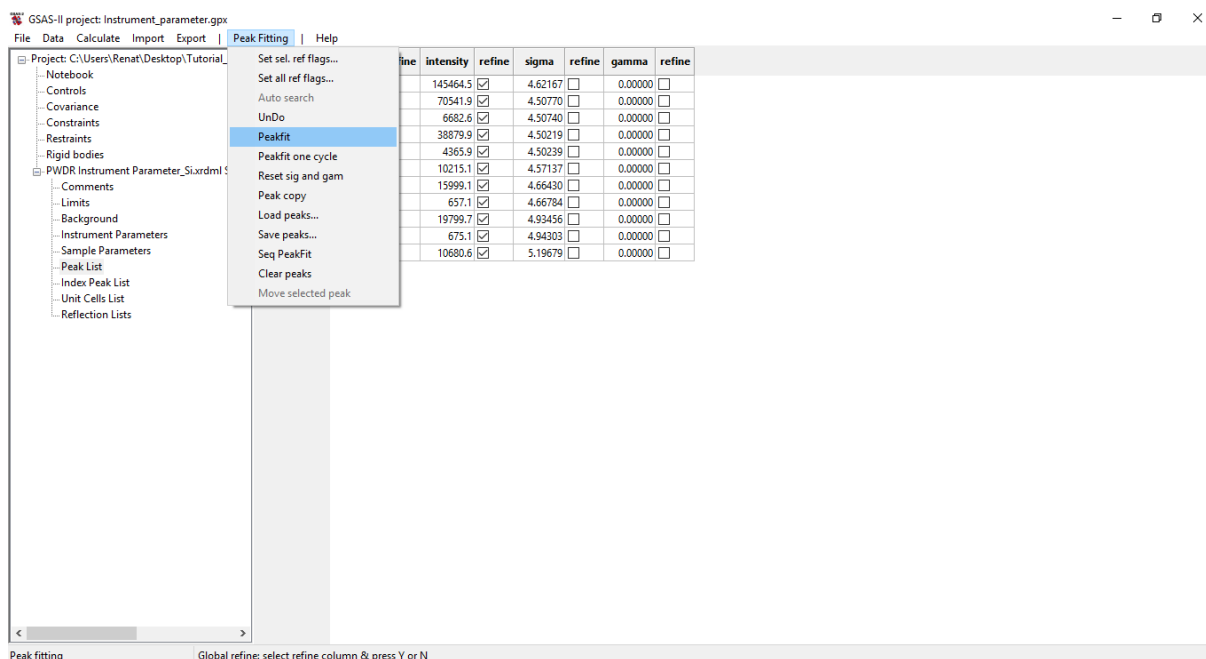 GSAS-II project: Instrument_parameter.gpx
File Data Calculate Import Export | Peak Fitting | Help
Project: C:\Users\Renat\Desktop\Tutorial_
Notebook
Controls
Covariance
Constraints
Restraints
Rigid bodies
PWDR Instrument Parameter_Si.xrdml S
Comments
Limits
Background
Instrument Parameters
Sample Parameters
Peak List
Index Peak List
Unit Cells List
Reflection Lists
Set sel. ref flags...
Set all ref flags...
Auto search
UnDo
Peakfit
Peakfit one cycle
Reset sig and gam
Peak copy
Load peaks...
Save peaks...
Seq PeakFit
Clear peaks
Move selected peak
fine intensity refine sigma refine gamma refine
145464.5 4.62167 0.00000
70541.9 4.50770 0.00000
6682.6 4.50740 0.00000
38879.9 4.50219 0.00000
4365.9 4.50239 0.00000
10215.1 4.57137 0.00000
15999.1 4.66430 0.00000
657.1 4.66784 0.00000
19799.7 4.93456 0.00000
675.1 4.94303 0.00000
10680.6 5.19679 0.00000
Peak fitting Global refine: select refine column & press Y or N